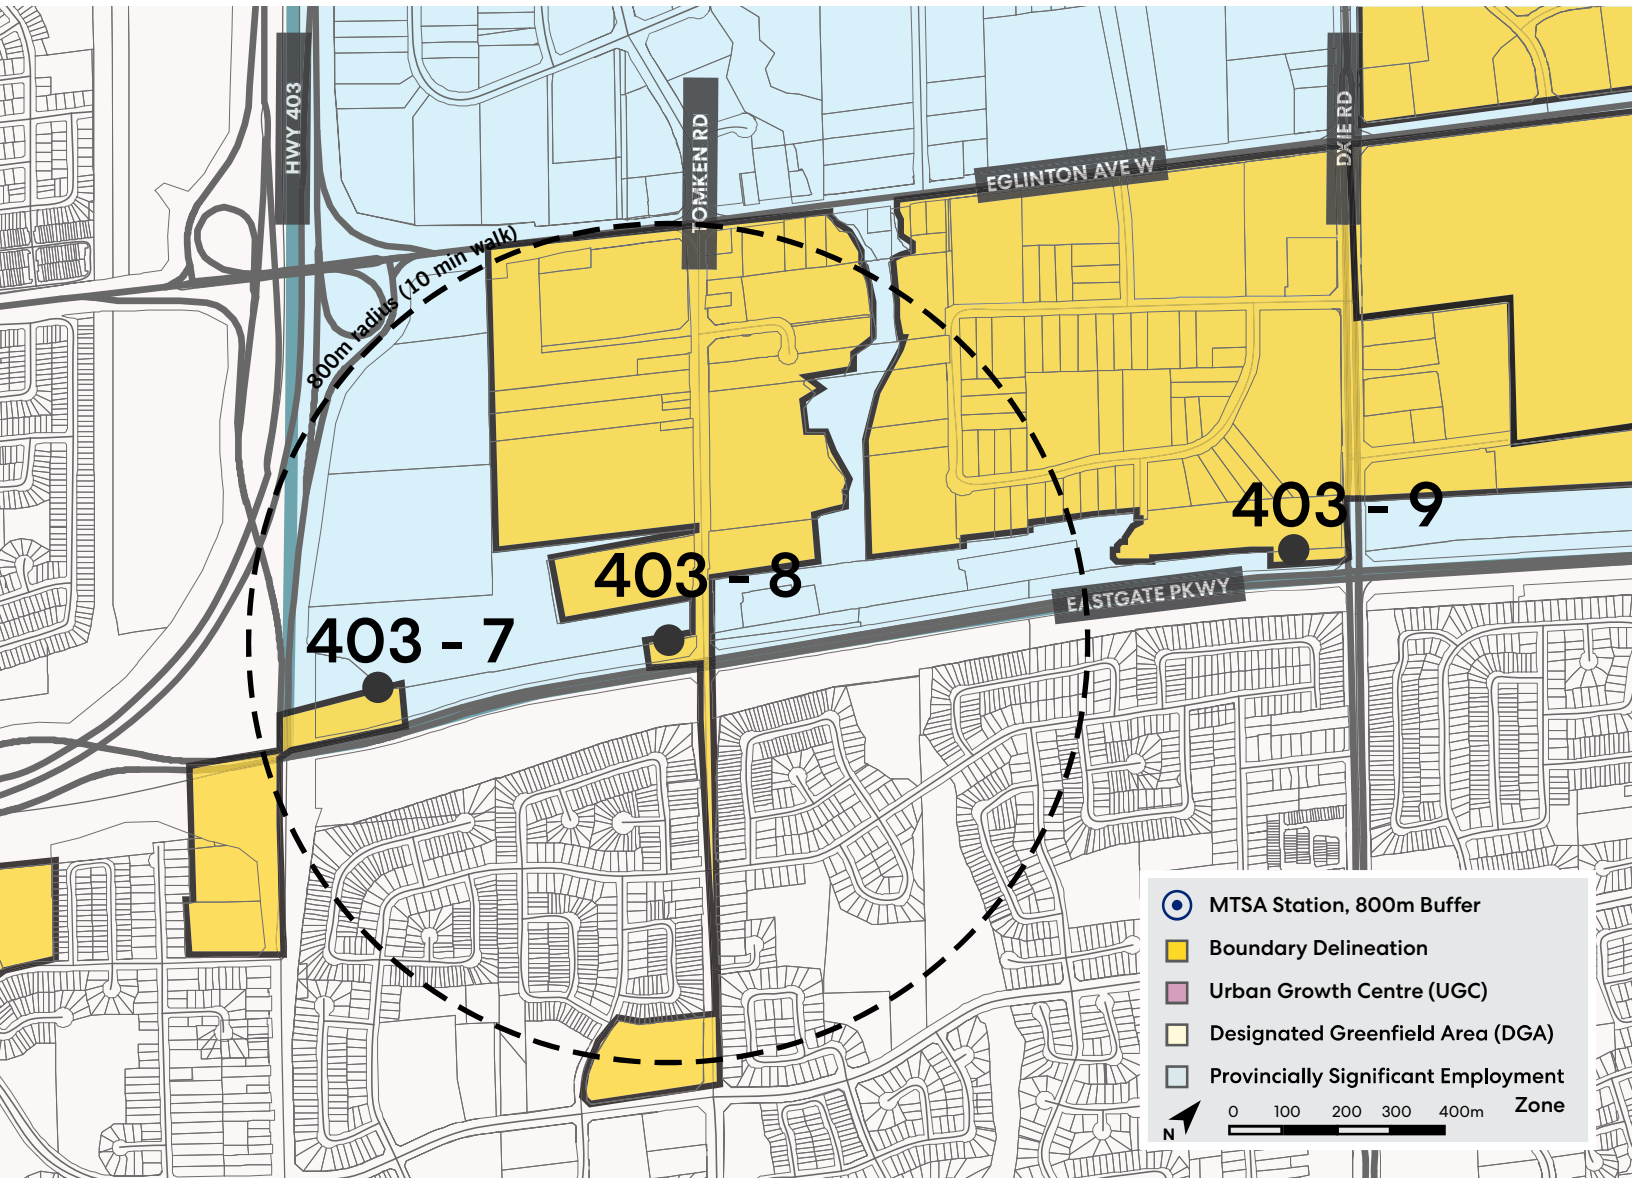 HWY 403
TOMKEN RD
DIXIE RD
EGLINTON AVE W
800m radius (10 min walk)
403 - 9
403 - 8
EASTGATE PKWY
403 - 7
MTSA Station, 800m Buffer
Boundary Delineation
Urban Growth Centre (UGC)
Designated Greenfield Area (DGA)
Provincially Significant Employment
Zone
N
0 100 200 300 400m